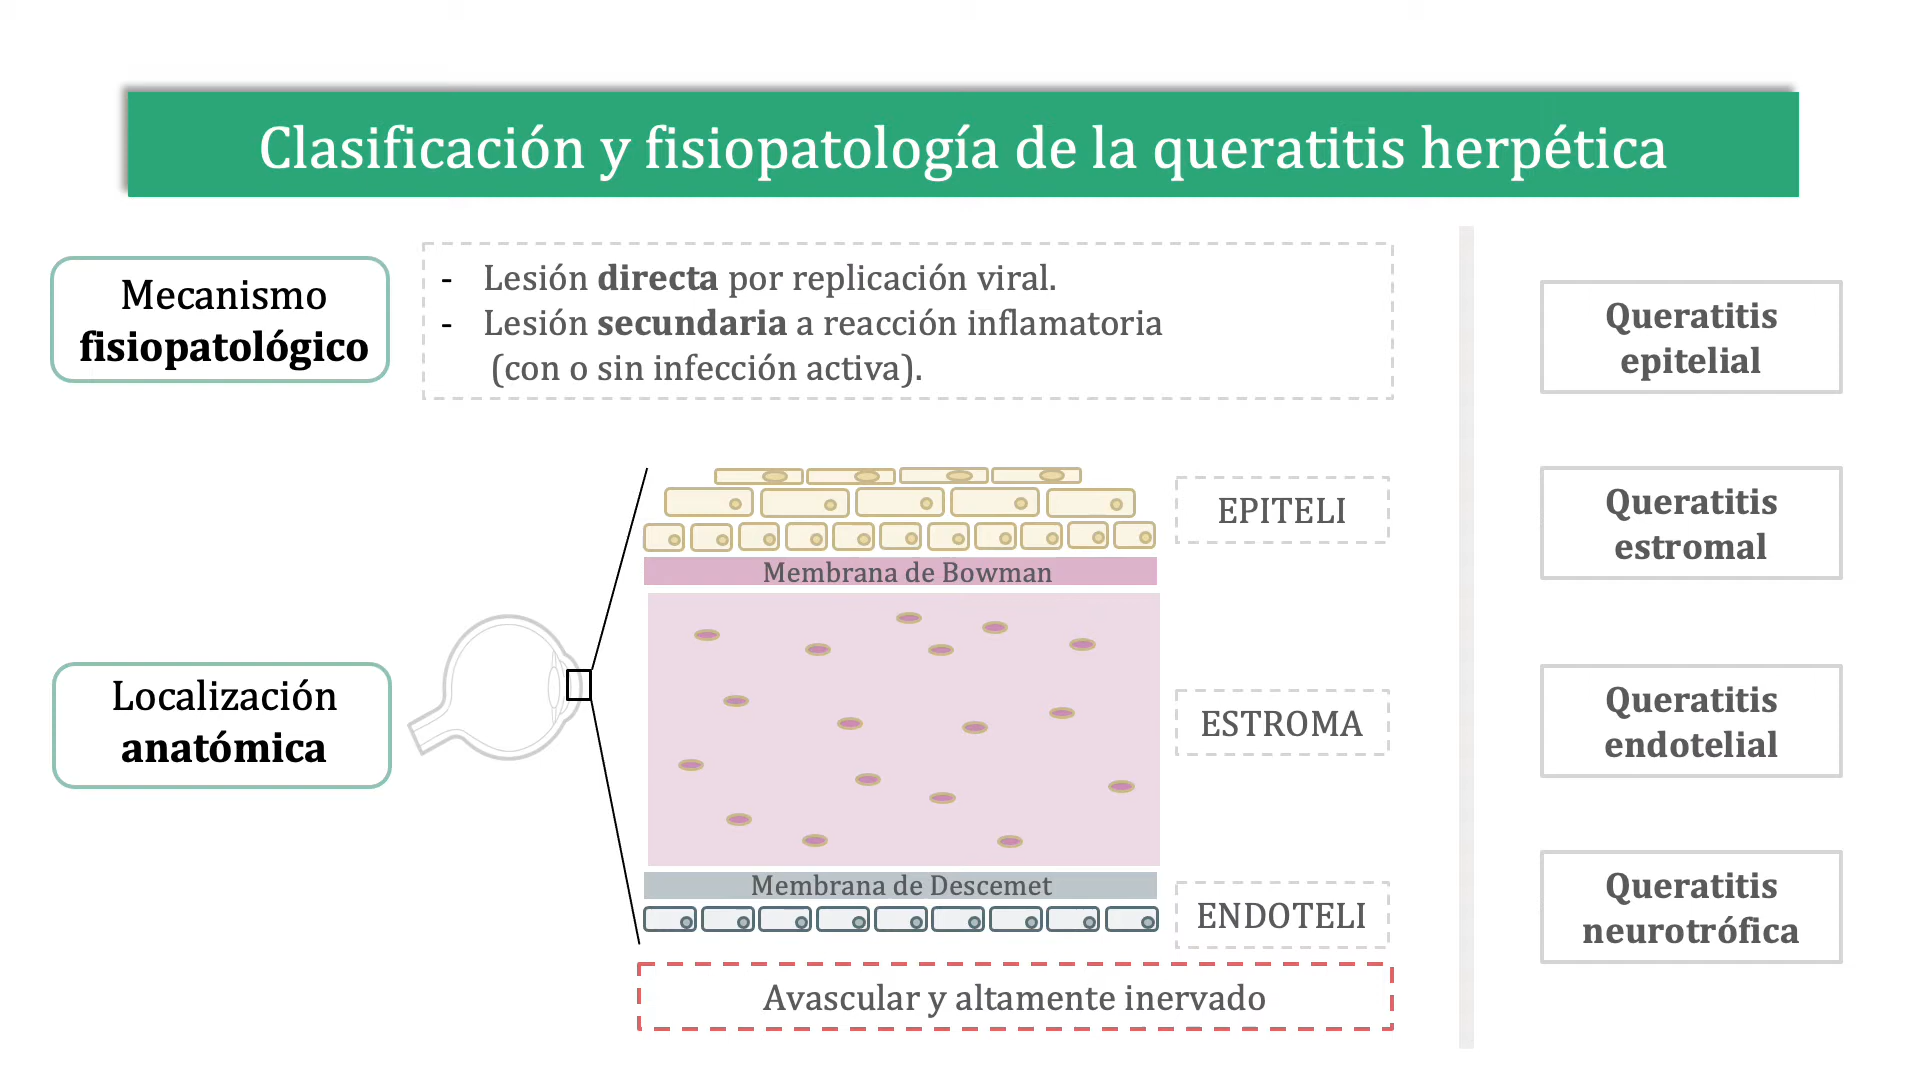 Clasificación y fisiopatología de la queratitis herpética
Mecanismo
fisiopatológico
- Lesión directa por replicación viral.
- Lesión secundaria a reacción inflamatoria
(con o sin infección activa).
Localización
anatómica
EPITELI
Membrana de Bowman
ESTROMA
Membrana de Descemet
ENDOTELI
Avascular y altamente inervado
Queratitis
epitelial
Queratitis
estromal
Queratitis
endotelial
Queratitis
neurotrófica